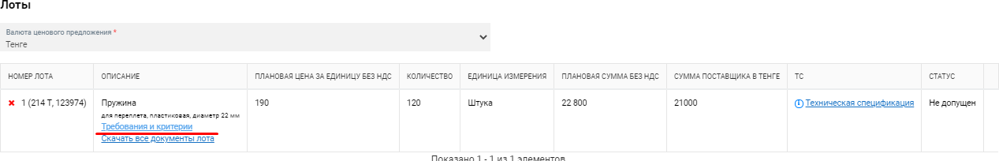 Лоты
Валюта ценового предложения *
Тенге
НОМЕР ЛОТА ОПИСАНИЕ ПЛАНОВАЯ ЦЕНА ЗА ЕДИНИЦУ БЕЗ НДС КОЛИЧЕСТВО ЕДИНИЦА ИЗМЕРЕНИЯ ПЛАНОВАЯ СУММА БЕЗ НДС СУММА ПОСТАВЩИКА В ТЕНГЕ ТС СТАТУС
1 (214 Т, 123974) Пружина 190 120 Штука 22 800 21000 Техническая спецификация Не допущен
для переплета, пластиковая, диаметр 22 мм
Требования и критерии
Скачать все документы лота
Показано 1 - 1 из 1 элементов